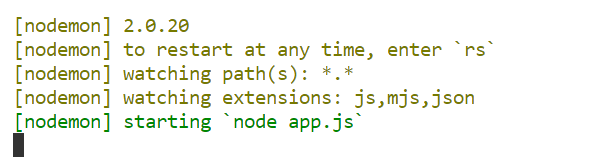 [nodemon] 2.0.20
[nodemon] to restart at any time, enter `rs`
[nodemon] watching path(s): *.*
[nodemon] watching extensions: js,mjs,json
[nodemon] starting `node app.js`